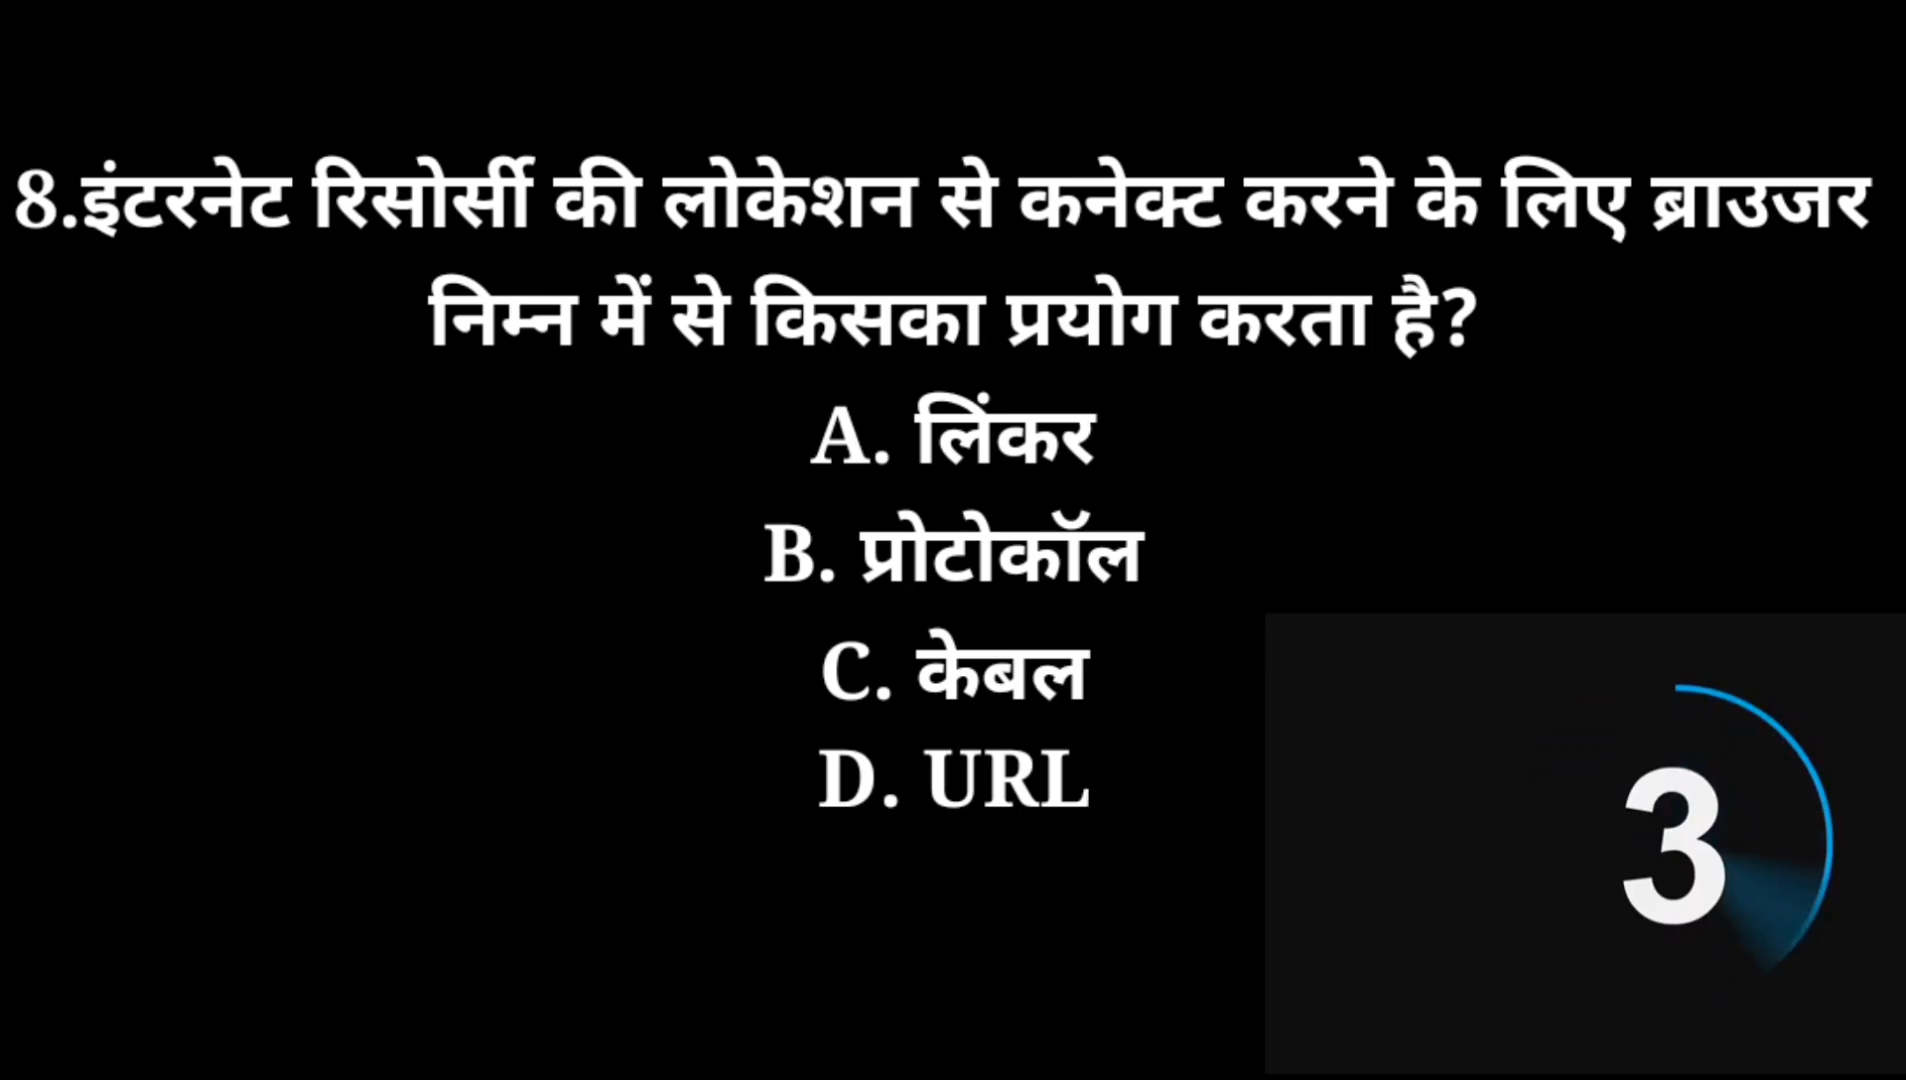 8.इंटरनेट रिसोर्सी की लोकेशन से कनेक्ट करने के लिए ब्राउजर
निम्न में से किसका प्रयोग करता है?
A. लिंकर
B. प्रोटोकॉल
C. केबल
D. URL
3